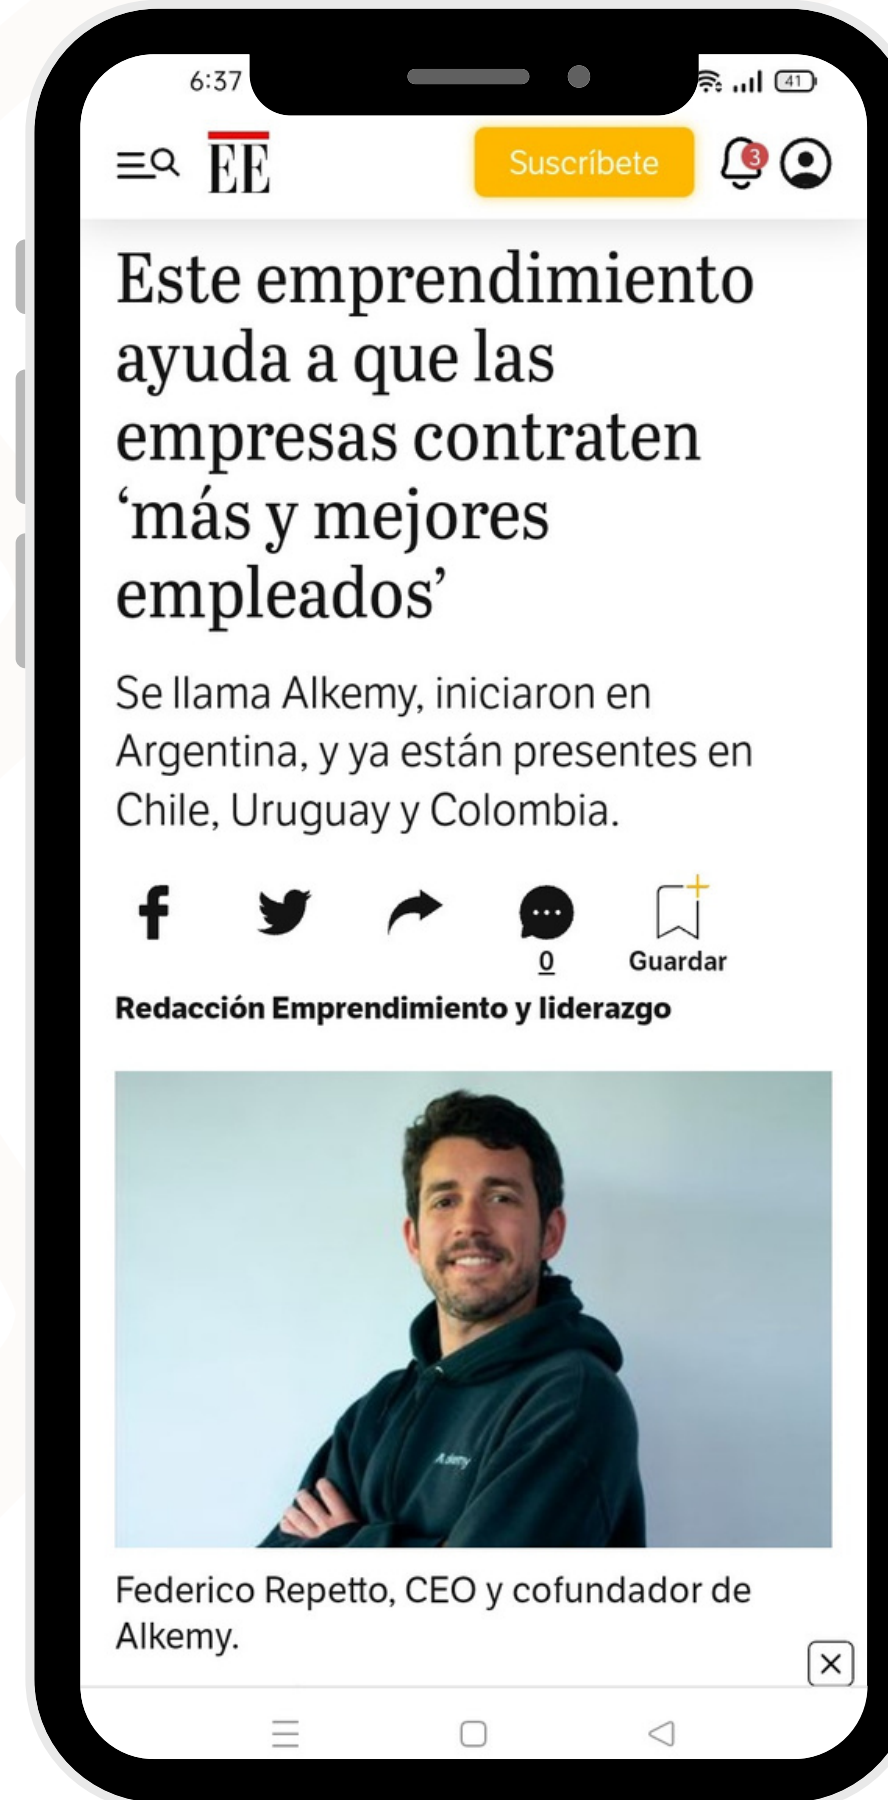 6:37
41
EE
Suscríbete
3
Este emprendimiento
ayuda a que las
empresas contraten
‘más y mejores
empleados’
Se llama Alkemy, iniciaron en
Argentina, y ya están presentes en
Chile, Uruguay y Colombia.
0
Guardar
Redacción Emprendimiento y liderazgo
Alkemy
Federico Repetto, CEO y cofundador de
Alkemy.